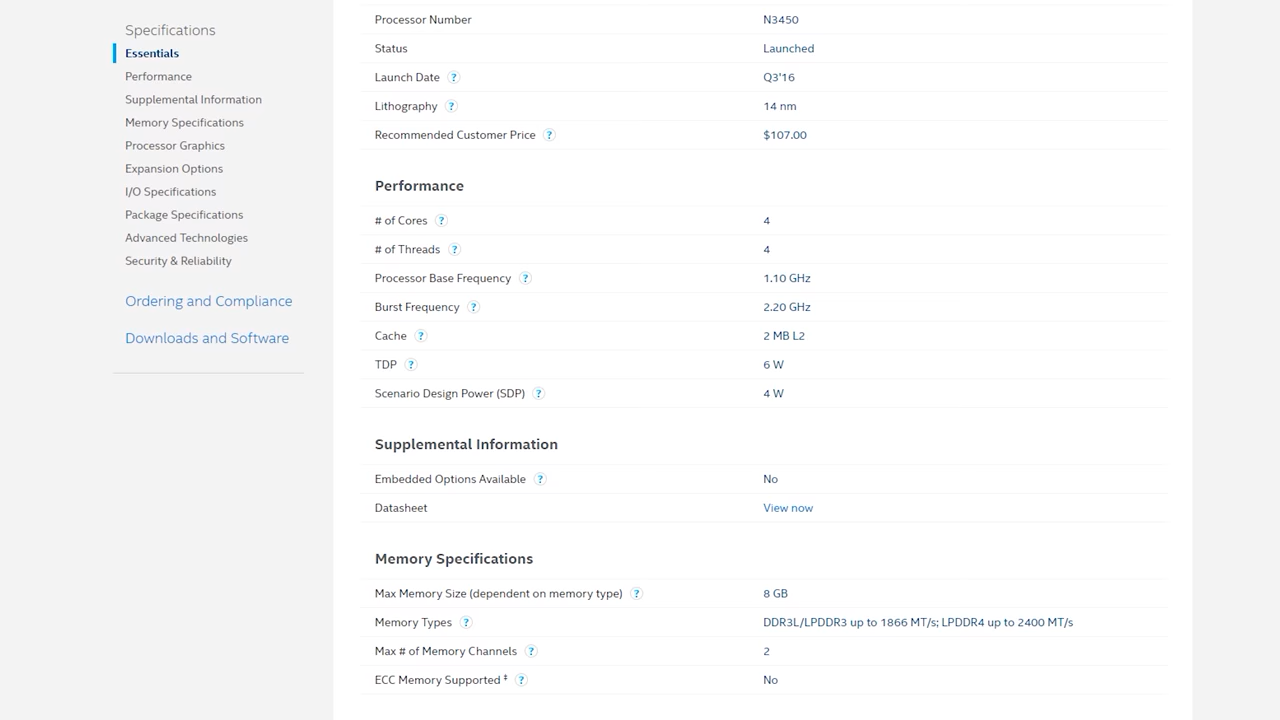 Specifications
Essentials
Performance
Supplemental Information
Memory Specifications
Processor Graphics
Expansion Options
I/O Specifications
Package Specifications
Advanced Technologies
Security & Reliability
Ordering and Compliance
Downloads and Software
Processor Number N3450
Status Launched
Launch Date ? Q3'16
Lithography ? 14 nm
Recommended Customer Price ? $107.00
Performance
# of Cores ? 4
# of Threads ? 4
Processor Base Frequency ? 1.10 GHz
Burst Frequency ? 2.20 GHz
Cache ? 2 MB L2
TDP ? 6 W
Scenario Design Power (SDP) ? 4 W
Supplemental Information
Embedded Options Available ? No
Datasheet View now
Memory Specifications
Max Memory Size (dependent on memory type) ? 8 GB
Memory Types ? DDR3L/LPDDR3 up to 1866 MT/s; LPDDR4 up to 2400 MT/s
Max # of Memory Channels ? 2
ECC Memory Supported ‡ ? No